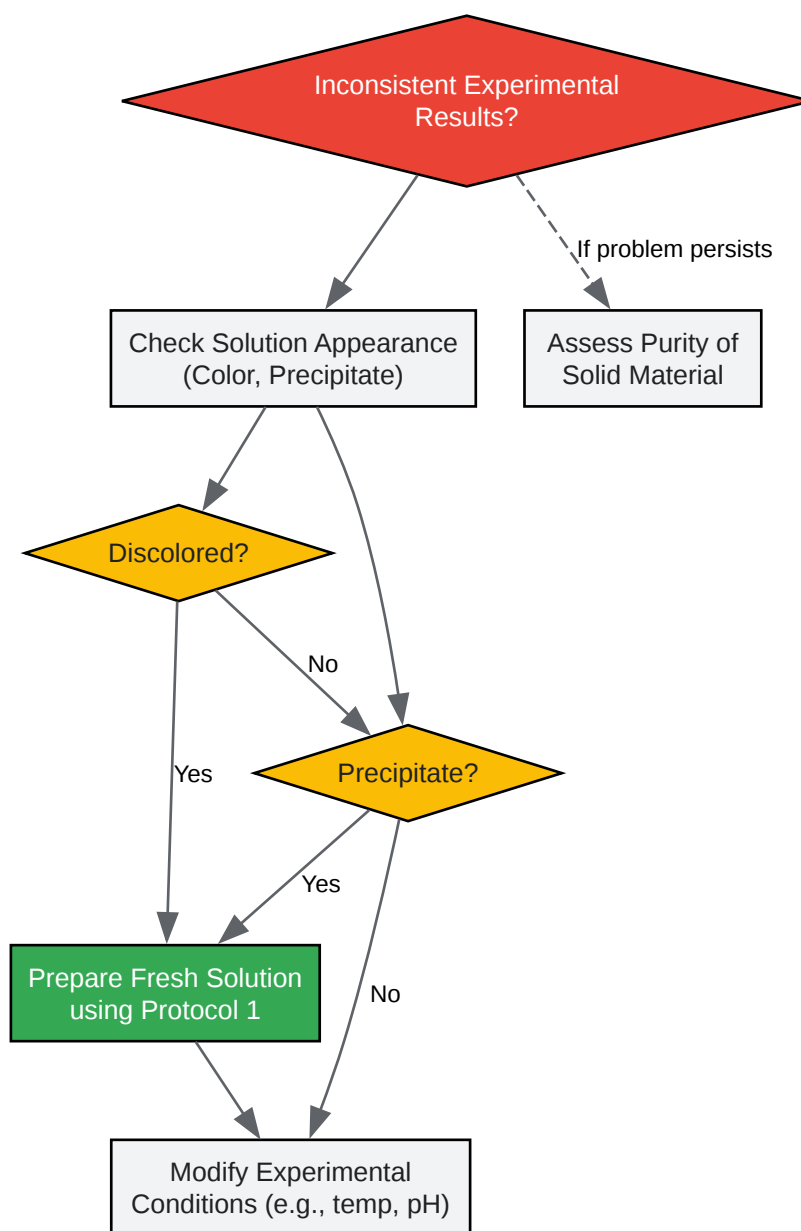 Inconsistent Experimental
Results?
If problem persists
Check Solution Appearance
(Color, Precipitate)
Assess Purity of
Solid Material
Discolored?
No
Precipitate?
Yes
Yes
Prepare Fresh Solution
using Protocol 1
No
Modify Experimental
Conditions (e.g., temp, pH)